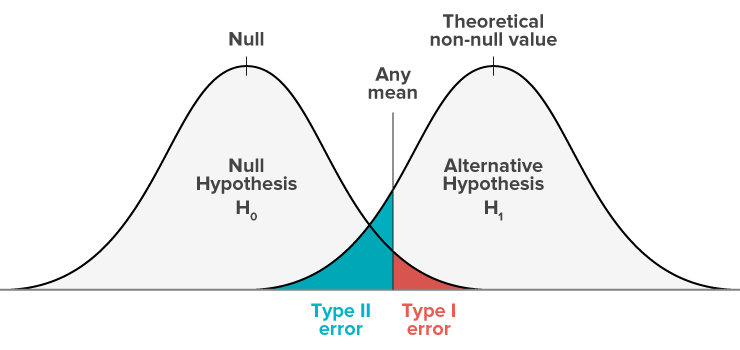 Null
Theoretical
non-null value
Any
mean
Null
Hypothesis
H₀
Alternative
Hypothesis
H₁
Type II
error
Type I
error